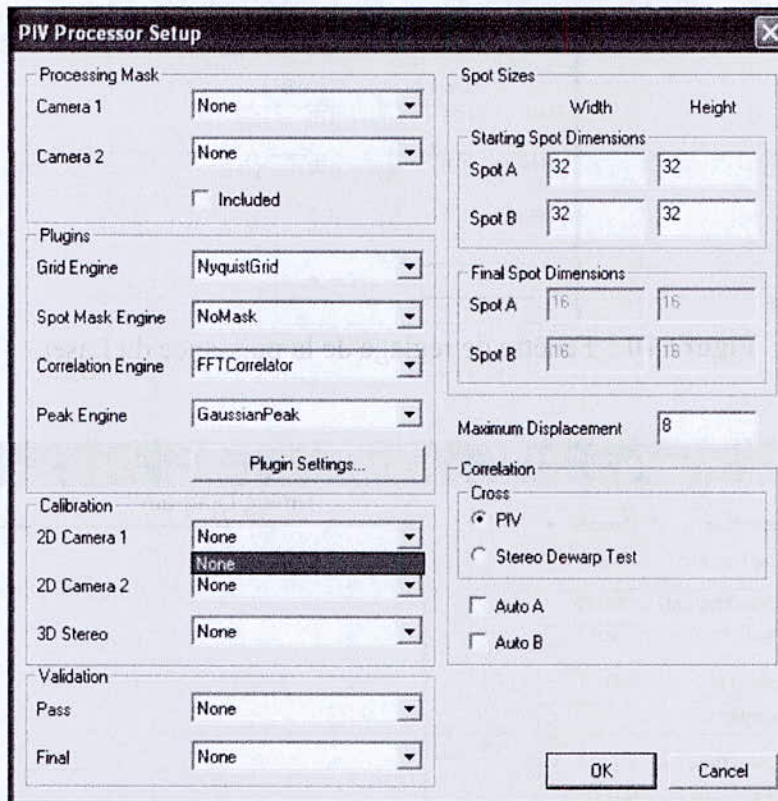 PIV Processor Setup
Processing Mask
Camera 1 None
Camera 2 None
Included
Plugins
Grid Engine NyquistGrid
Spot Mask Engine NoMask
Correlation Engine FFTCorrelator
Peak Engine GaussianPeak
Plugin Settings...
Calibration
2D Camera 1 None
None
2D Camera 2 None
3D Stereo None
Validation
Pass None
Final None
Spot Sizes
Width Height
Starting Spot Dimensions
Spot A 32 32
Spot B 32 32
Final Spot Dimensions
Spot A 16 16
Spot B 16 16
Maximum Displacement 8
Correlation
Cross
PIV
Stereo Dewarp Test
Auto A
Auto B
OK Cancel